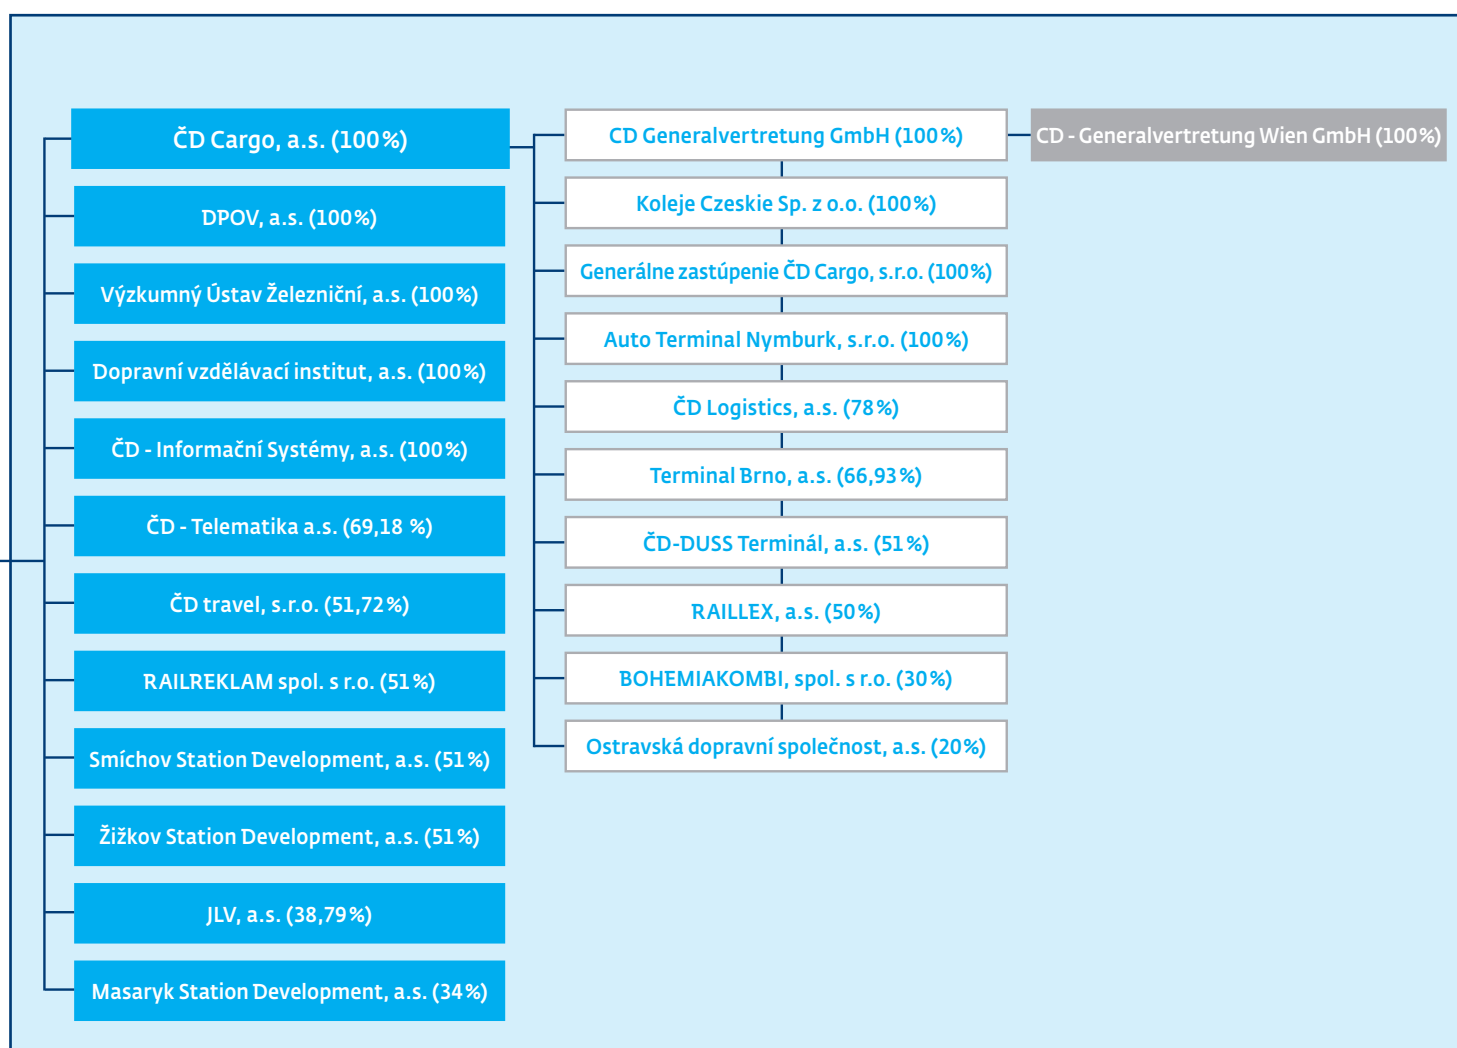 ČD Cargo, a.s. (100%)
DPOV, a.s. (100%)
Výzkumný Ústav Železniční, a.s. (100%)
Dopravní vzdělávací institut, a.s. (100%)
ČD - Informační Systémy, a.s. (100%)
ČD - Telematika a.s. (69,18 %)
ČD travel, s.r.o. (51,72%)
RAILREKLAM spol. s r.o. (51%)
Smíchov Station Development, a.s. (51%)
Žižkov Station Development, a.s. (51%)
JLV, a.s. (38,79%)
Masaryk Station Development, a.s. (34%)
CD Generalvertretung GmbH (100%)
Koleje Czeskie Sp. z o.o. (100%)
Generálne zastúpenie ČD Cargo, s.r.o. (100%)
Auto Terminal Nymburk, s.r.o. (100%)
ČD Logistics, a.s. (78%)
Terminal Brno, a.s. (66,93%)
ČD-DUSS Terminál, a.s. (51%)
RAILLEX, a.s. (50%)
BOHEMIAKOMBI, spol. s r.o. (30%)
Ostravská dopravní společnost, a.s. (20%)
CD - Generalvertretung Wien GmbH (100%)